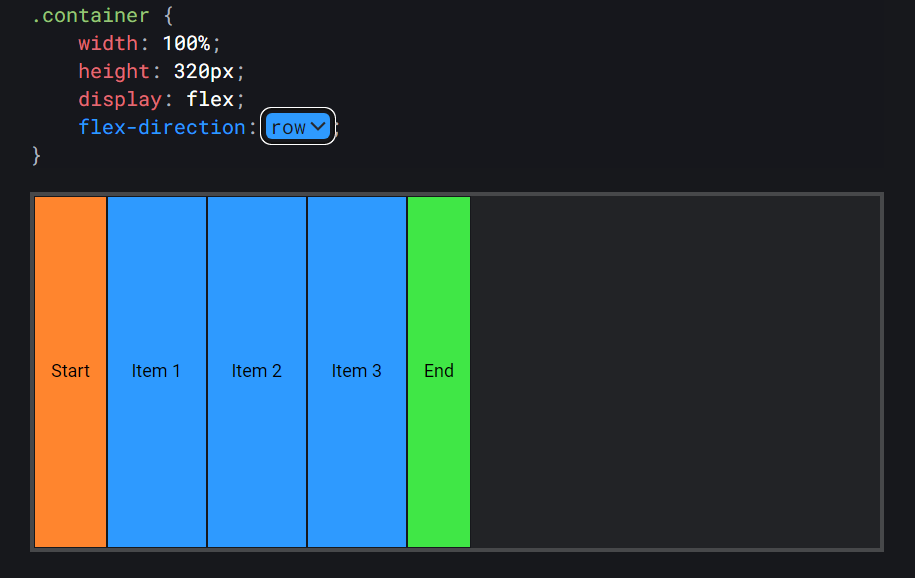 .container {
width: 100%;
height: 320px;
display: flex;
flex-direction: row;
}
Start Item 1 Item 2 Item 3 End